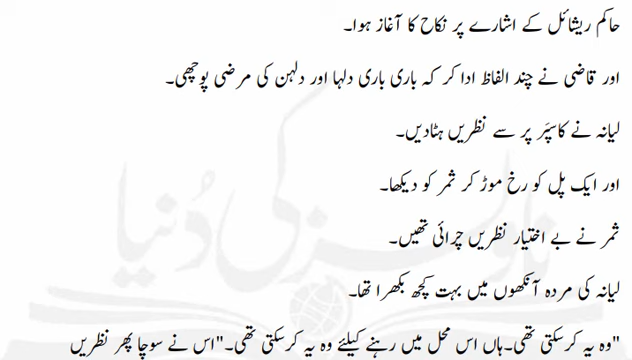 حاکم ریشائل کے اشارے پر نکاح کا آغاز ہوا۔
اور قاضی نے چند الفاظ ادا کر کہ باری باری دلہا اور دلہن کی مرضی پوچھی۔
لیانہ نے کاسپَر پر سے نظریں ہٹادیں۔
اور ایک پل کو رخ موڑ کر ثمر کو دیکھا۔
ثمر نے بے اختیار نظریں چرائی تھیں۔
لیانہ کی مردہ آنکھوں میں بہت کچھ بکھرا تھا۔
"وہ یہ کرسکتی تھی۔ہاں اس محل میں رہنے کیلئے وہ یہ کرسکتی تھی۔"اس نے سوچا پھر نظریں
ناولز کی دُنیا